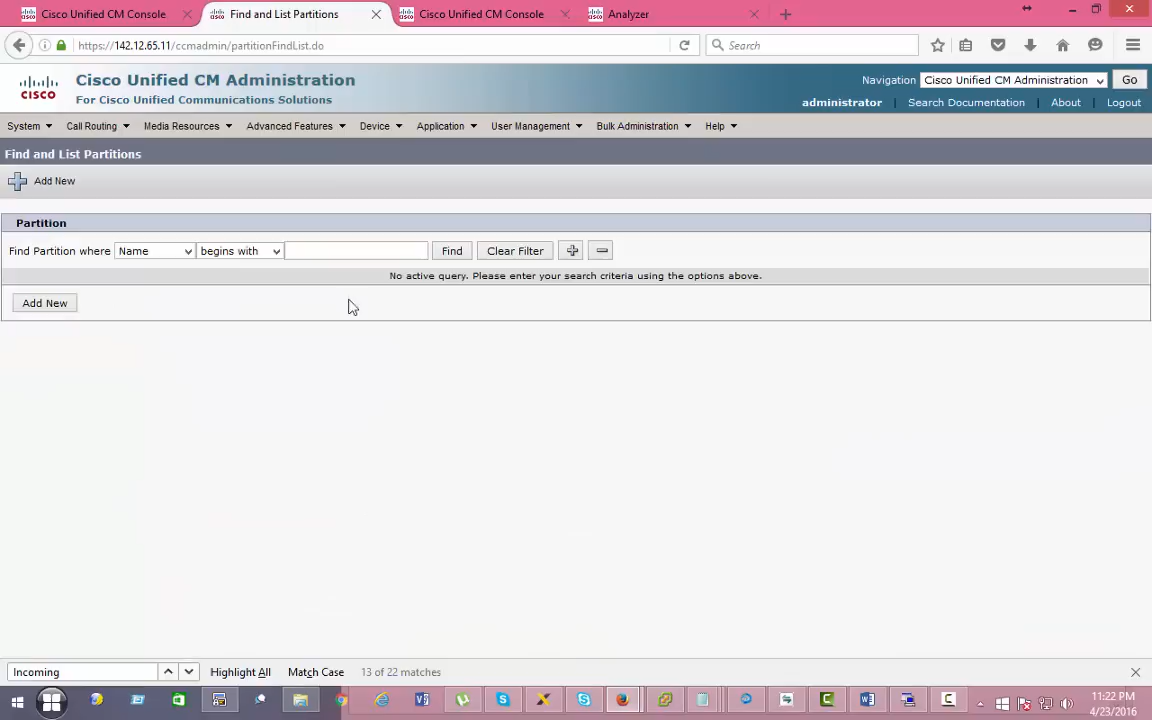 Cisco Unified CM Console
Find and List Partitions
Cisco Unified CM Console
Analyzer
https://142.12.65.11/ccmadmin/partitionFindList.do
Search
CISCO
Cisco Unified CM Administration
For Cisco Unified Communications Solutions
Navigation Cisco Unified CM Administration Go
administrator Search Documentation About Logout
System Call Routing Media Resources Advanced Features Device Application User Management Bulk Administration Help
Find and List Partitions
Add New
Partition
Find Partition where Name begins with Find Clear Filter
No active query. Please enter your search criteria using the options above.
Add New
Incoming Highlight All Match Case 13 of 22 matches
11:22 PM
4/23/2016